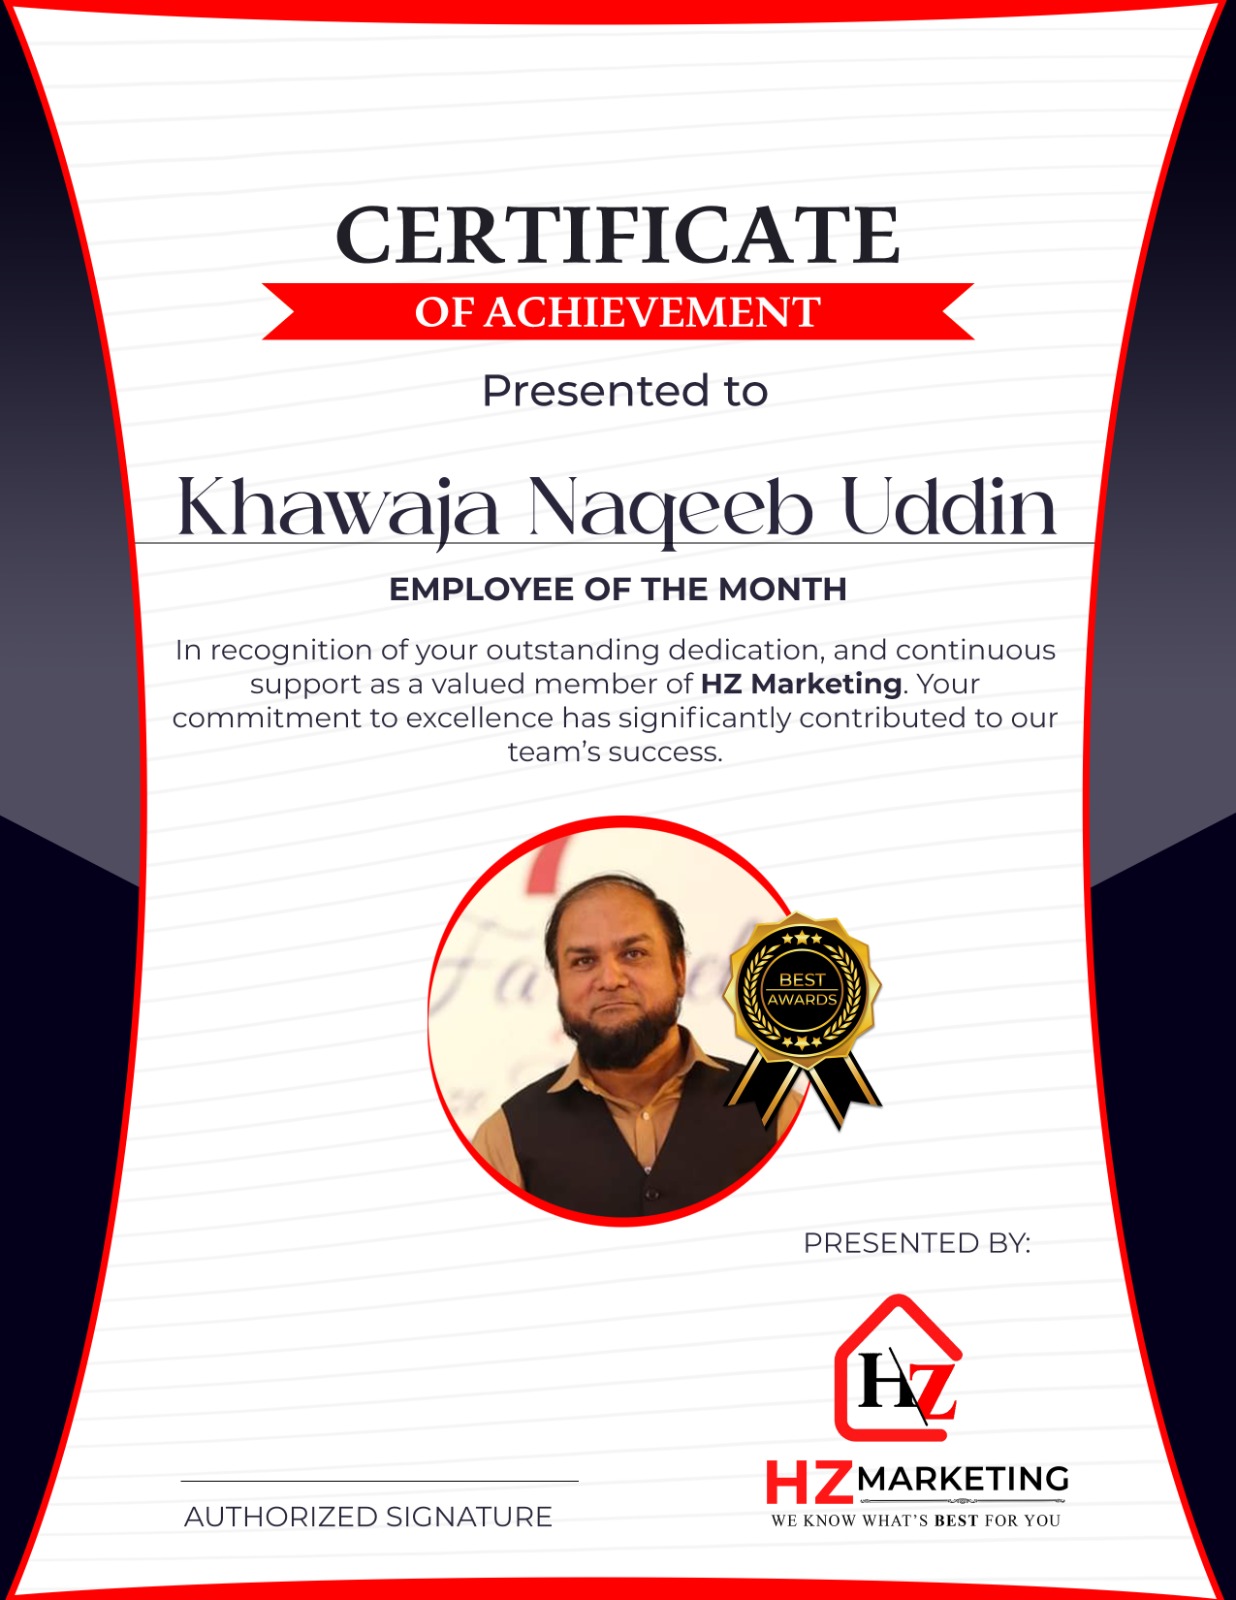 CERTIFICATE
OF ACHIEVEMENT
Presented to
Khawaja Naqeeb Uddin
EMPLOYEE OF THE MONTH
In recognition of your outstanding dedication, and continuous
support as a valued member of HZ Marketing. Your
commitment to excellence has significantly contributed to our
team’s success.
BEST
AWARDS
PRESENTED BY:
HZ
HZ MARKETING
WE KNOW WHAT’S BEST FOR YOU
AUTHORIZED SIGNATURE